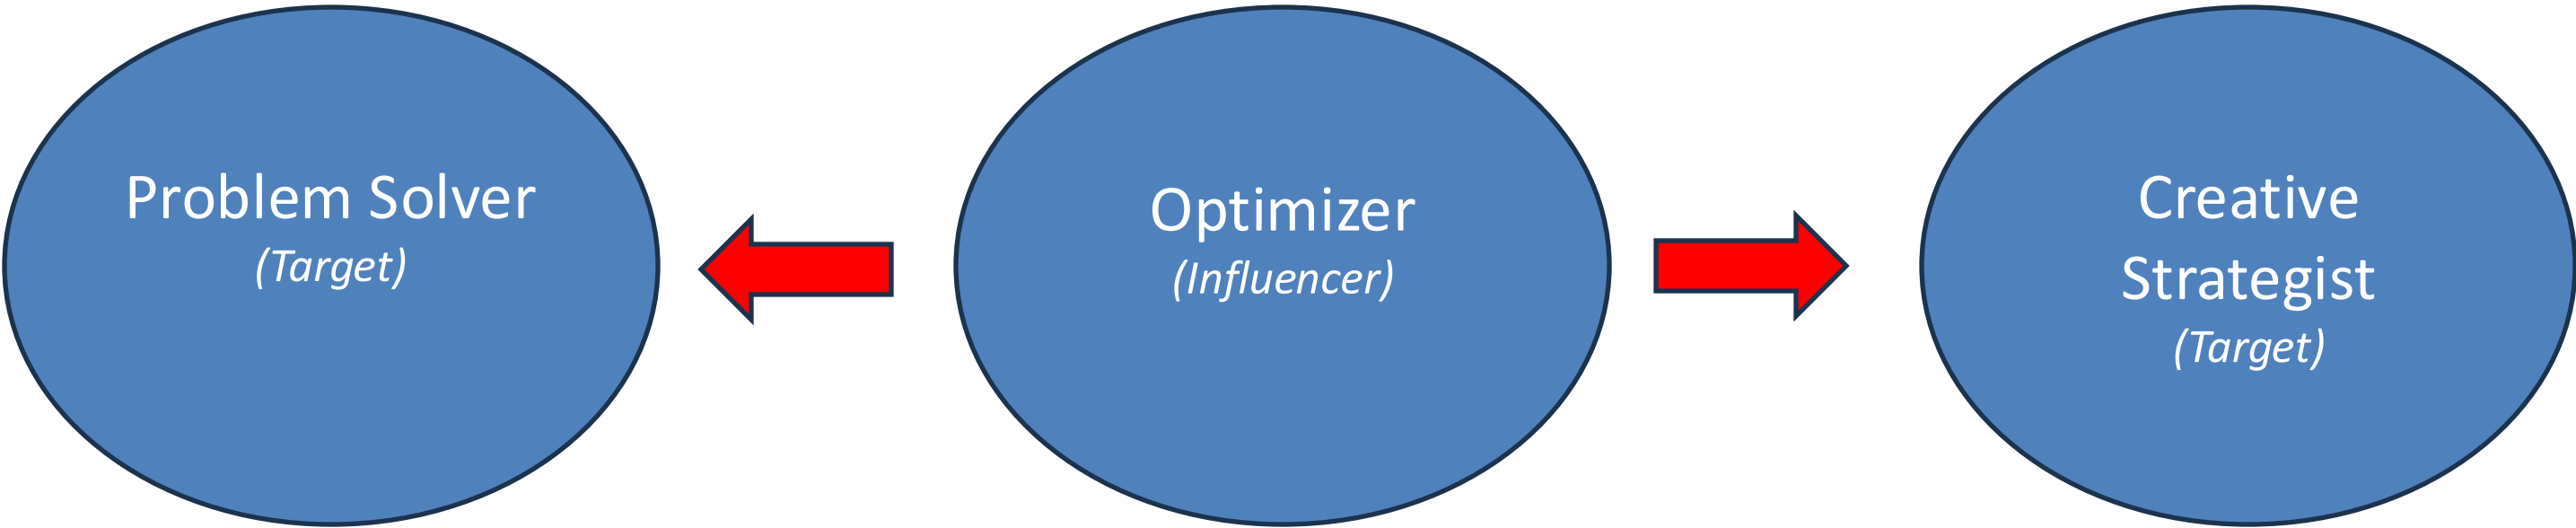 Problem Solver
(Target)
Optimizer
(Influencer)
Creative
Strategist
(Target)